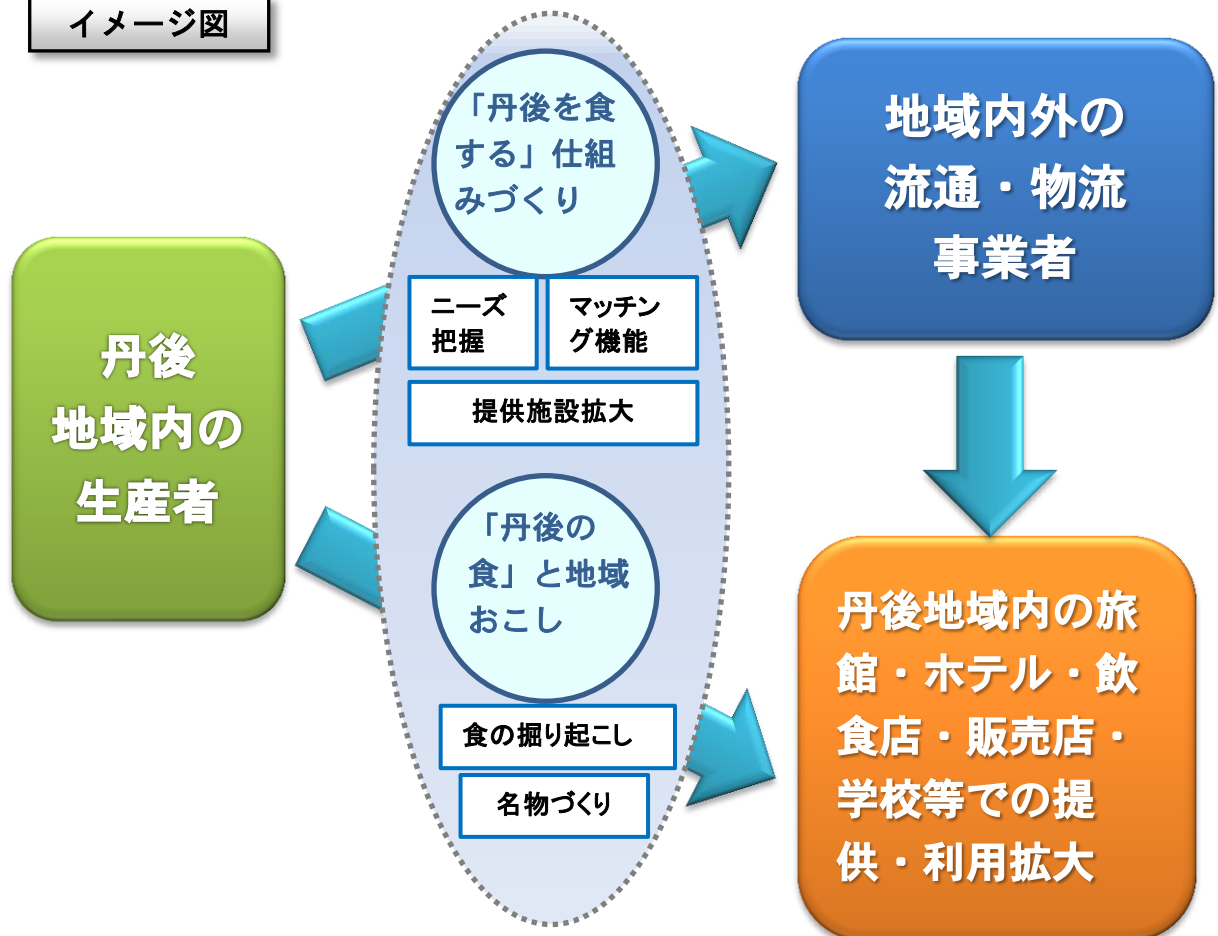 イメージ図
丹後
地域内の
生産者
「丹後を食
する」仕組
みづくり
ニーズ
把握
マッチン
グ機能
提供施設拡大
「丹後の
食」と地域
おこし
食の掘り起こし
名物づくり
地域内外の
流通・物流
事業者
丹後地域内の旅
館・ホテル・飲
食店・販売店・
学校等での提
供・利用拡大